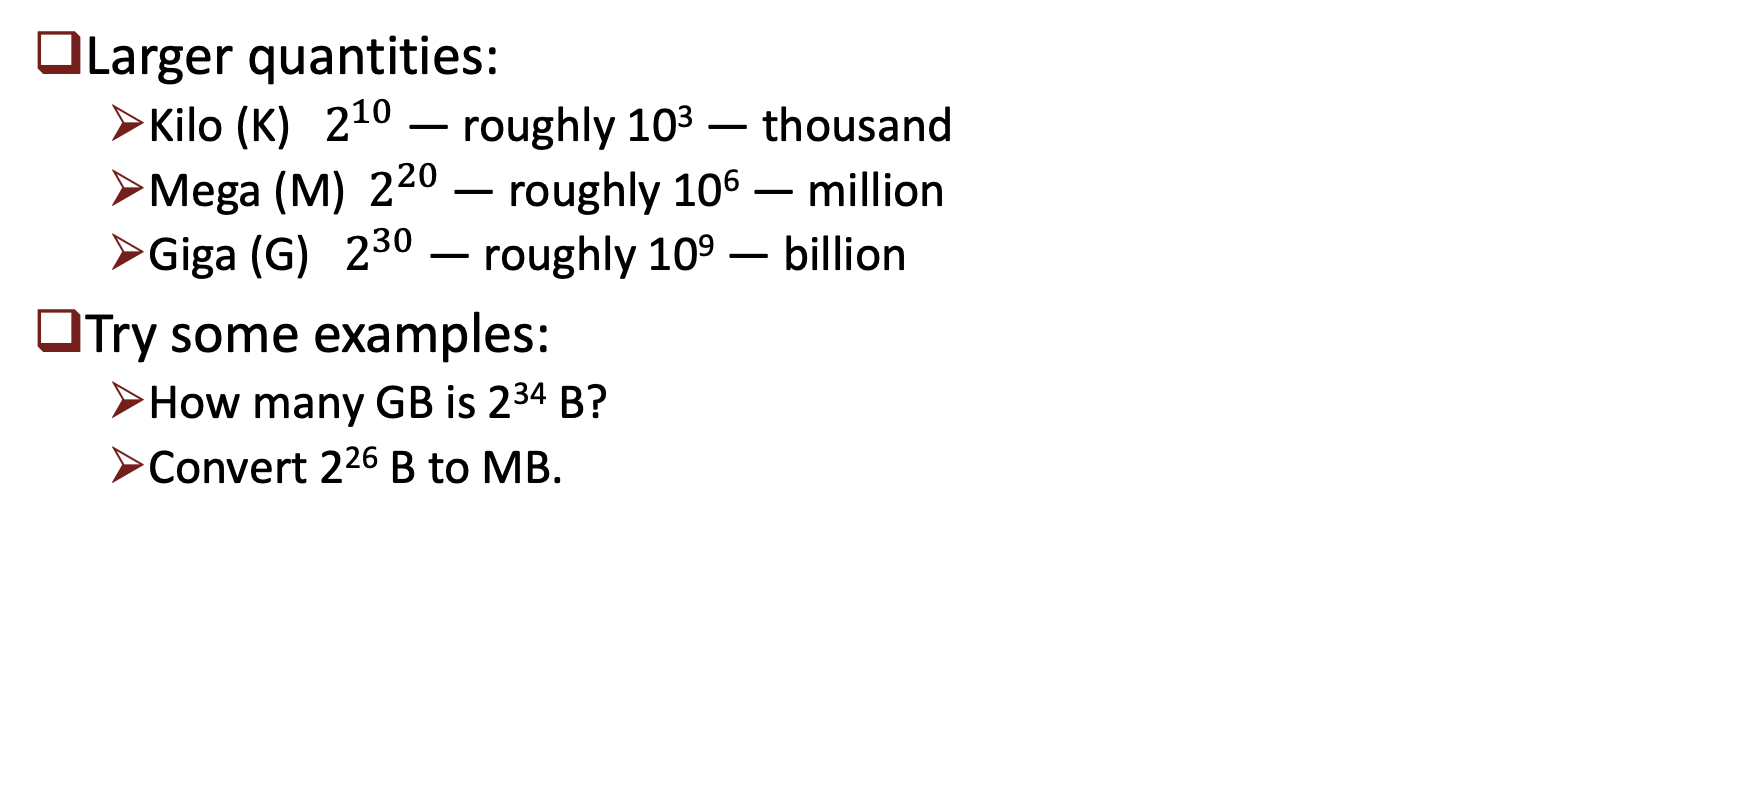 ❑Larger quantities:
➢Kilo (K) 2¹⁰ — roughly 10³ — thousand
➢Mega (M) 2²⁰ — roughly 10⁶ — million
➢Giga (G) 2³⁰ — roughly 10⁹ — billion
❑Try some examples:
➢How many GB is 2³⁴ B?
➢Convert 2²⁶ B to MB.